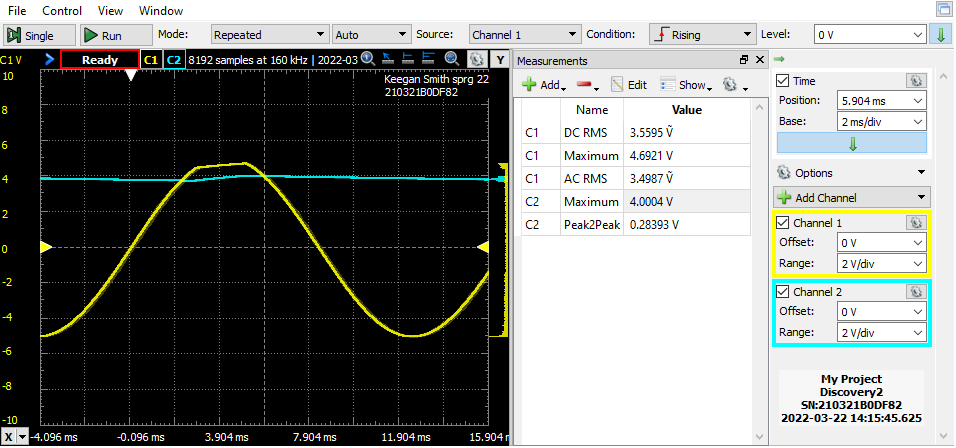 File Control View Window
Single Run Mode: Repeated Auto Source: Channel 1 Condition: Rising Level: 0 V
C1 V Ready C1 C2 8192 samples at 160 kHz | 2022-03 Y
Keegan Smith sprg 22
210321B0DF82
10
8
6
4
2
0
-2
-4
-6
-8
-10
X -4.096 ms -0.096 ms 3.904 ms 7.904 ms 11.904 ms 15.904 ms
Measurements
Add Edit Show
Name Value
C1 DC RMS 3.5595 Ṽ
C1 Maximum 4.6921 V
C1 AC RMS 3.4987 Ṽ
C2 Maximum 4.0004 V
C2 Peak2Peak 0.28393 V
Time
Position: 5.904 ms
Base: 2 ms/div
Options
Add Channel
Channel 1
Offset: 0 V
Range: 2 V/div
Channel 2
Offset: 0 V
Range: 2 V/div
My Project
Discovery2
SN:210321B0DF82
2022-03-22 14:15:45.625